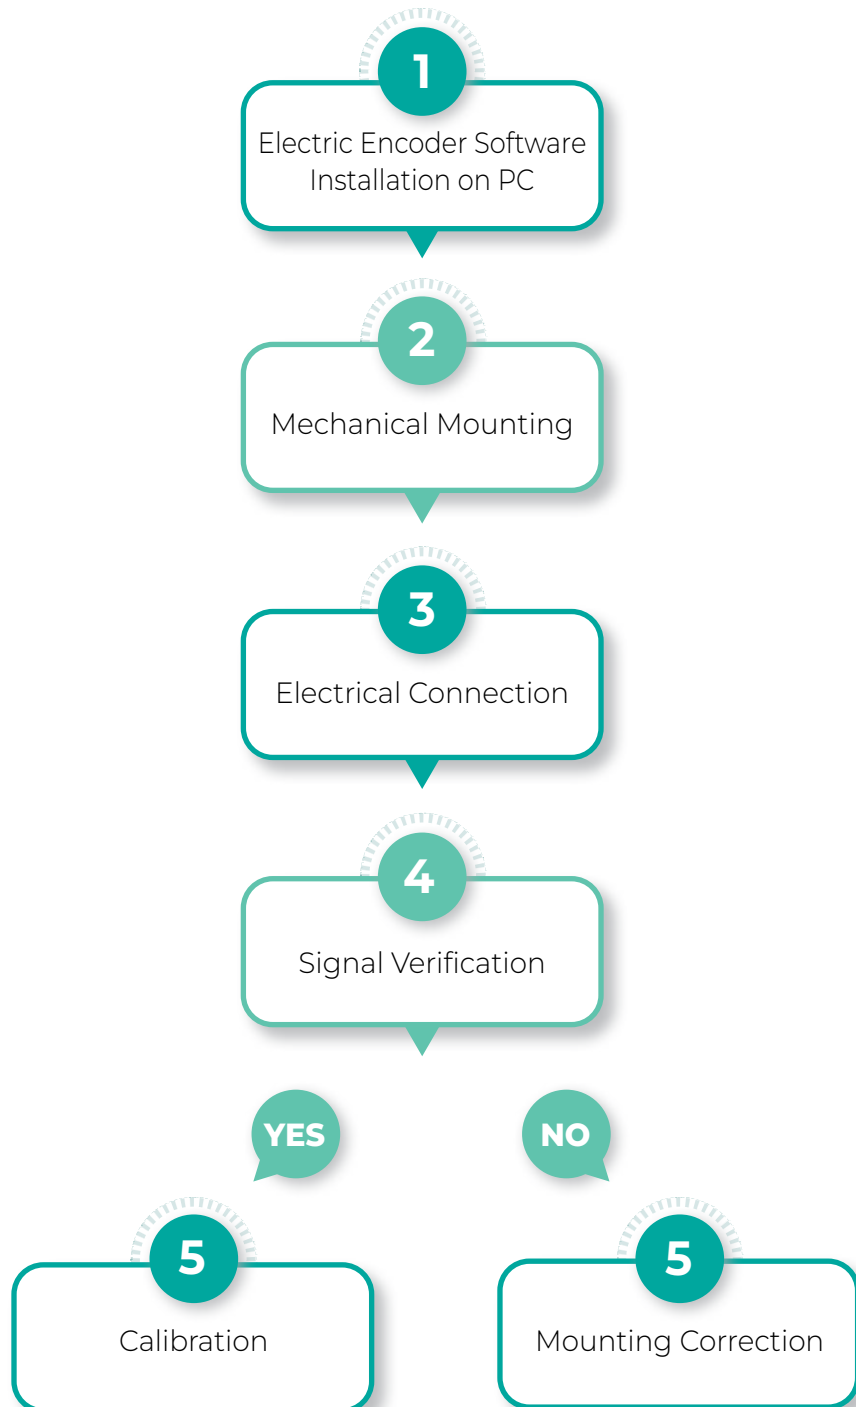 1
Electric Encoder Software
Installation on PC
2
Mechanical Mounting
3
Electrical Connection
4
Signal Verification
YES
NO
5
Calibration
5
Mounting Correction